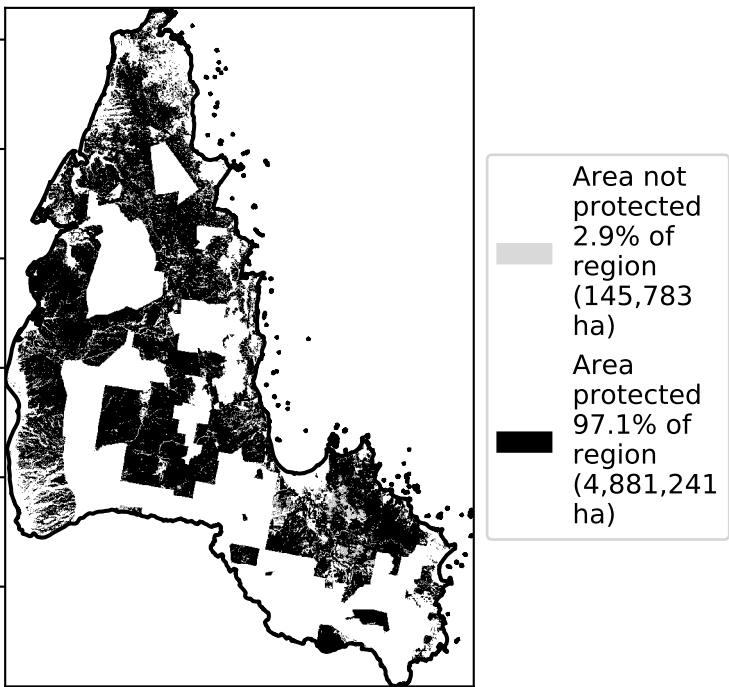 Area not
protected
2.9% of
region
(145,783
ha)
Area
protected
97.1% of
region
(4,881,241
ha)